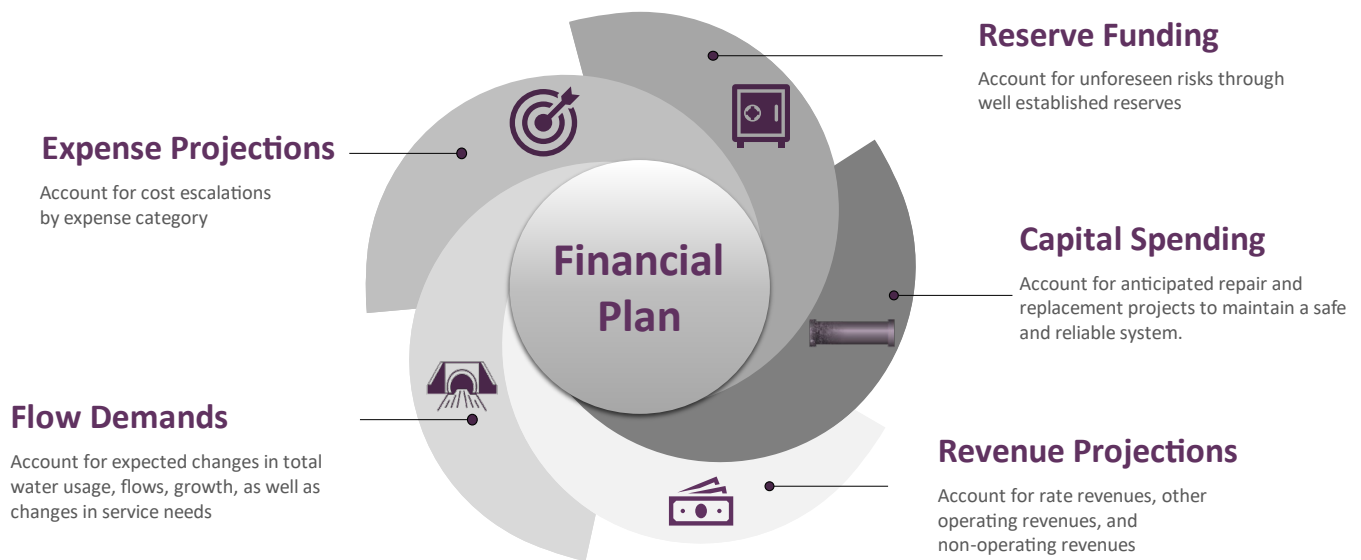 Reserve Funding
Account for unforeseen risks through
well established reserves
Expense Projections
Account for cost escalations
by expense category
Financial
Plan
Capital Spending
Account for anticipated repair and
replacement projects to maintain a safe
and reliable system.
Flow Demands
Account for expected changes in total
water usage, flows, growth, as well as
changes in service needs
Revenue Projections
Account for rate revenues, other
operating revenues, and
non-operating revenues